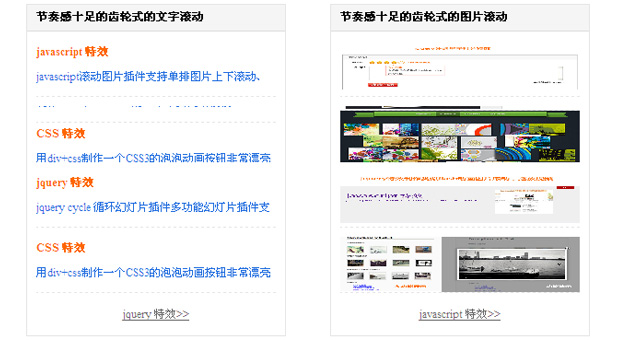 节奏感十足的齿轮式的文字滚动
javascript 特效
javascript滚动图片插件支持单排图片上下滚动、
CSS 特效
用div+css制作一个CSS3的泡泡动画按钮非常漂亮
jquery 特效
jquery cycle 循环幻灯片插件多功能幻灯片插件支
CSS 特效
用div+css制作一个CSS3的泡泡动画按钮非常漂亮
jquery 特效>>
节奏感十足的齿轮式的图片滚动
javascript 特效>>